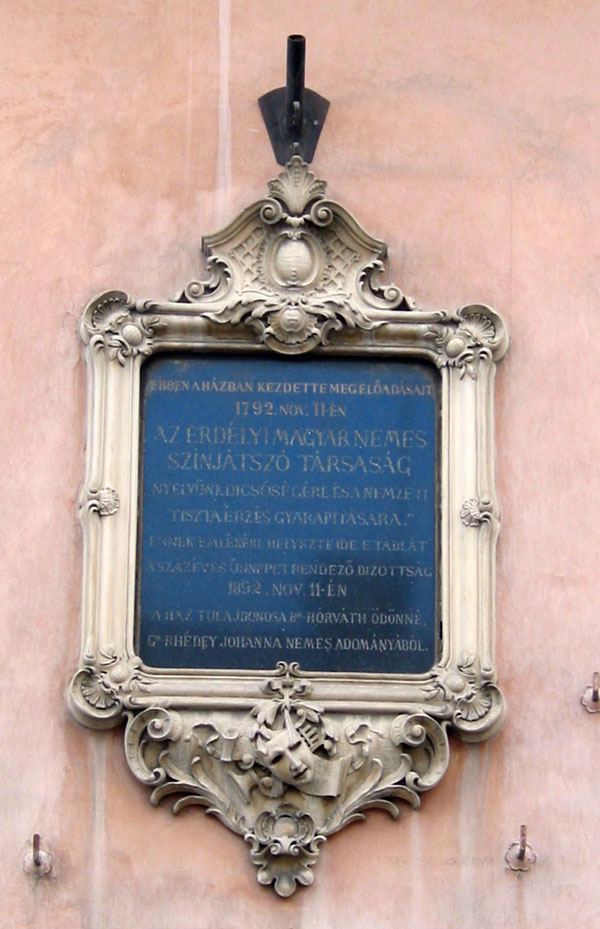 EBBEN A HÁZBAN KEZDETTE MEG ELŐADÁSAIT
1792. NOV. 11-ÉN
AZ ERDÉLYI MAGYAR NEMES
SZINJÁTSZÓ TÁRSASÁG
„NYELVÜNK DICSŐSÉGÉRE ÉS A NEMZETI
TISZTA ÉRZÉS GYARAPITÁSÁRA.”
ENNEK EMLÉKÉRE HELYEZTE IDE E TÁBLÁT
A SZÁZÉVES ÜNNEPET RENDEZŐ BIZOTTSÁG
1892. NOV. 11-ÉN
A HÁZ TULAJDONOSA Bó HORVÁTH ÖDÖNNÉ,
Gó RHÉDEY JOHANNA NEMES ADOMÁNYÁBÓL.